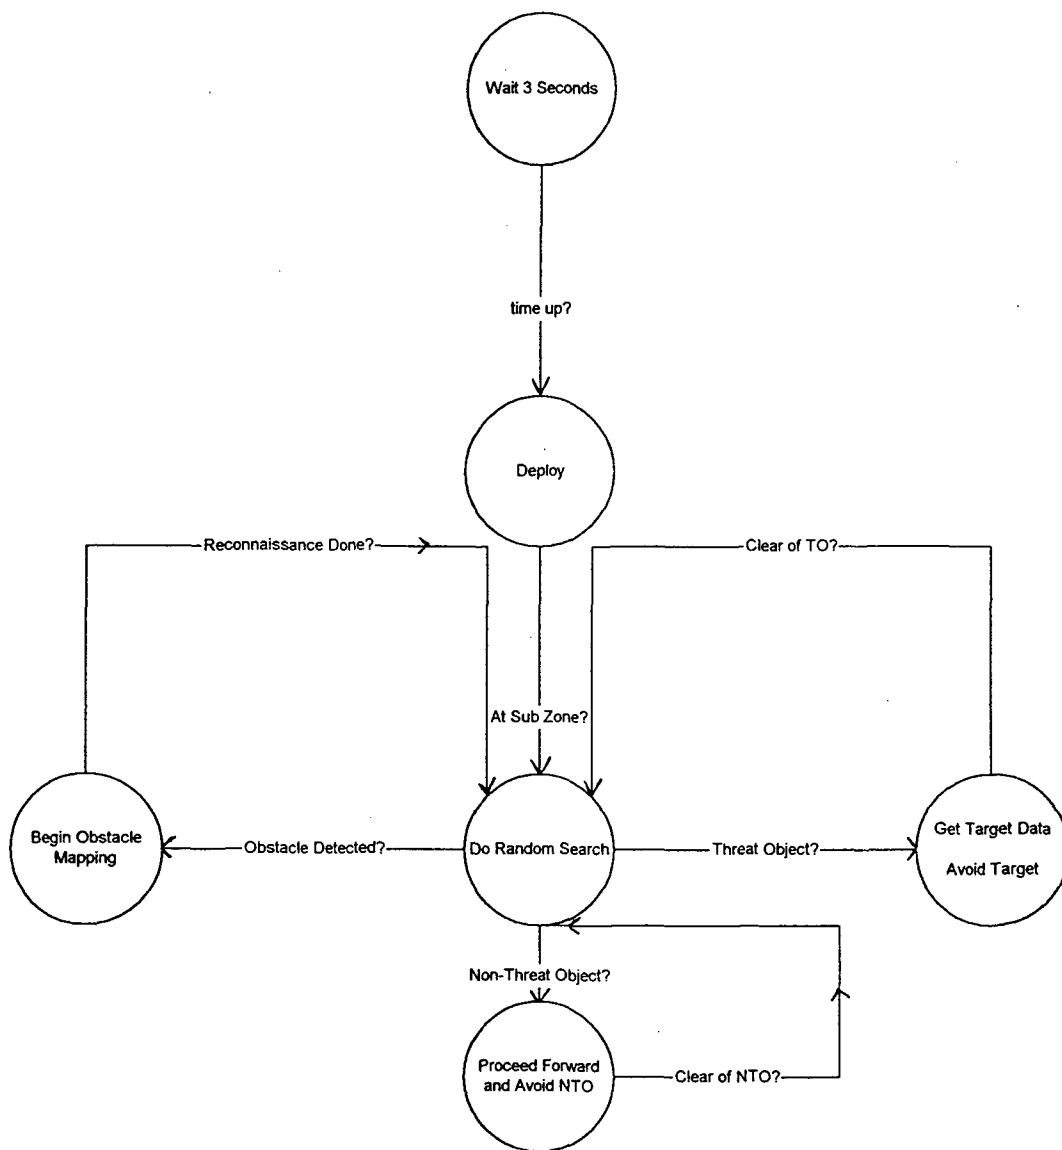 Wait 3 Seconds
time up?
Deploy
Reconnaissance Done?
Clear of TO?
At Sub Zone?
Begin Obstacle
Mapping
Obstacle Detected?
Do Random Search
Threat Object?
Get Target Data
Avoid Target
Non-Threat Object?
Proceed Forward
and Avoid NTO
Clear of NTO?